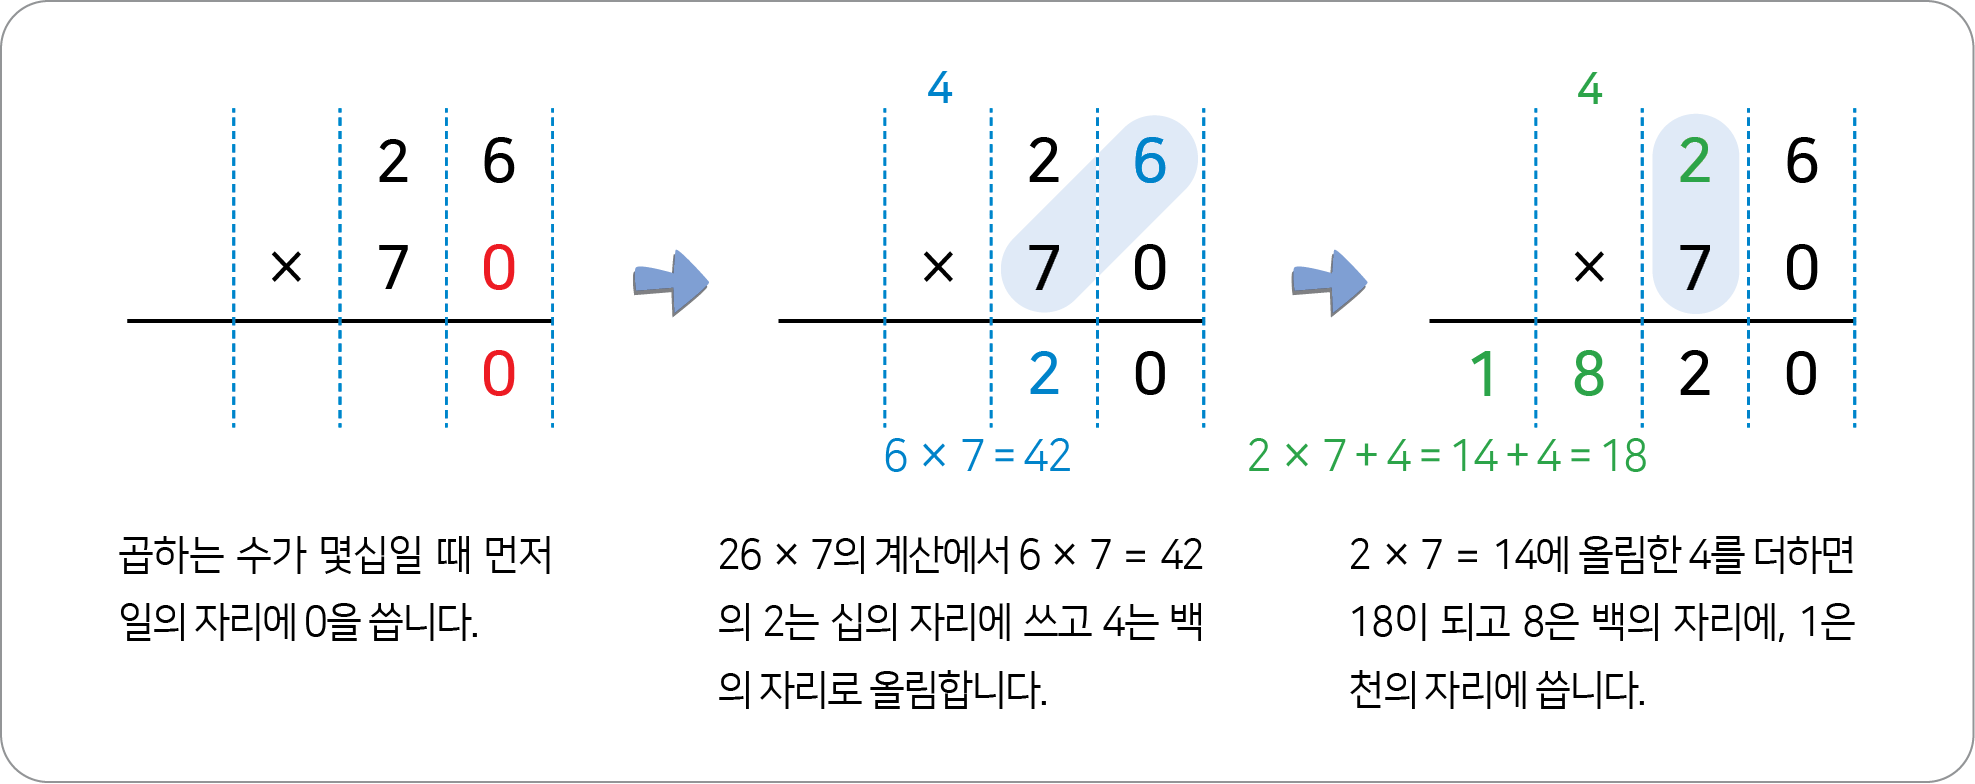 2 6
× 7 0
0
4
2 6
× 7 0
2 0
6 × 7 = 42
4
2 6
× 7 0
1 8 2 0
2 × 7 + 4 = 14 + 4 = 18
곱하는 수가 몇십일 때 먼저
일의 자리에 0을 씁니다.
26 × 7의 계산에서 6 × 7 = 42
의 2는 십의 자리에 쓰고 4는 백
의 자리로 올림합니다.
2 × 7 = 14에 올림한 4를 더하면
18이 되고 8은 백의 자리에, 1은
천의 자리에 씁니다.